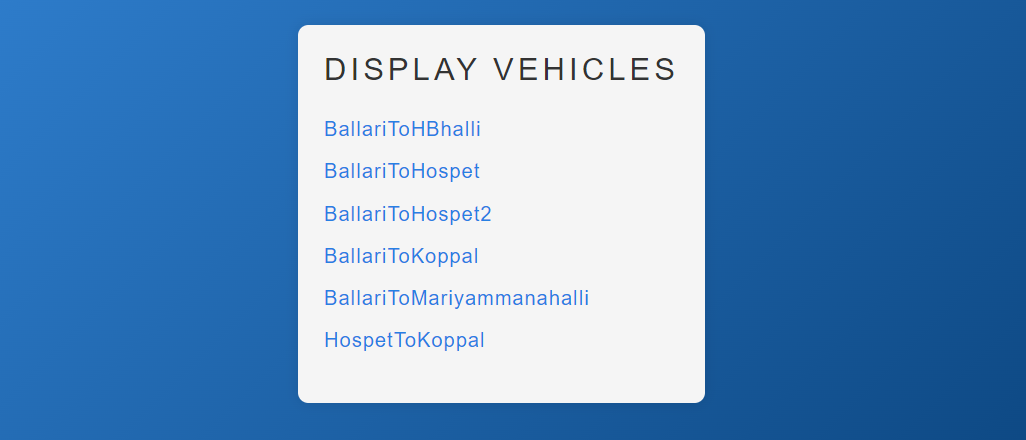 DISPLAY VEHICLES
BallariToHBhalli
BallariToHospet
BallariToHospet2
BallariToKoppal
BallariToMariyammanahalli
HospetToKoppal